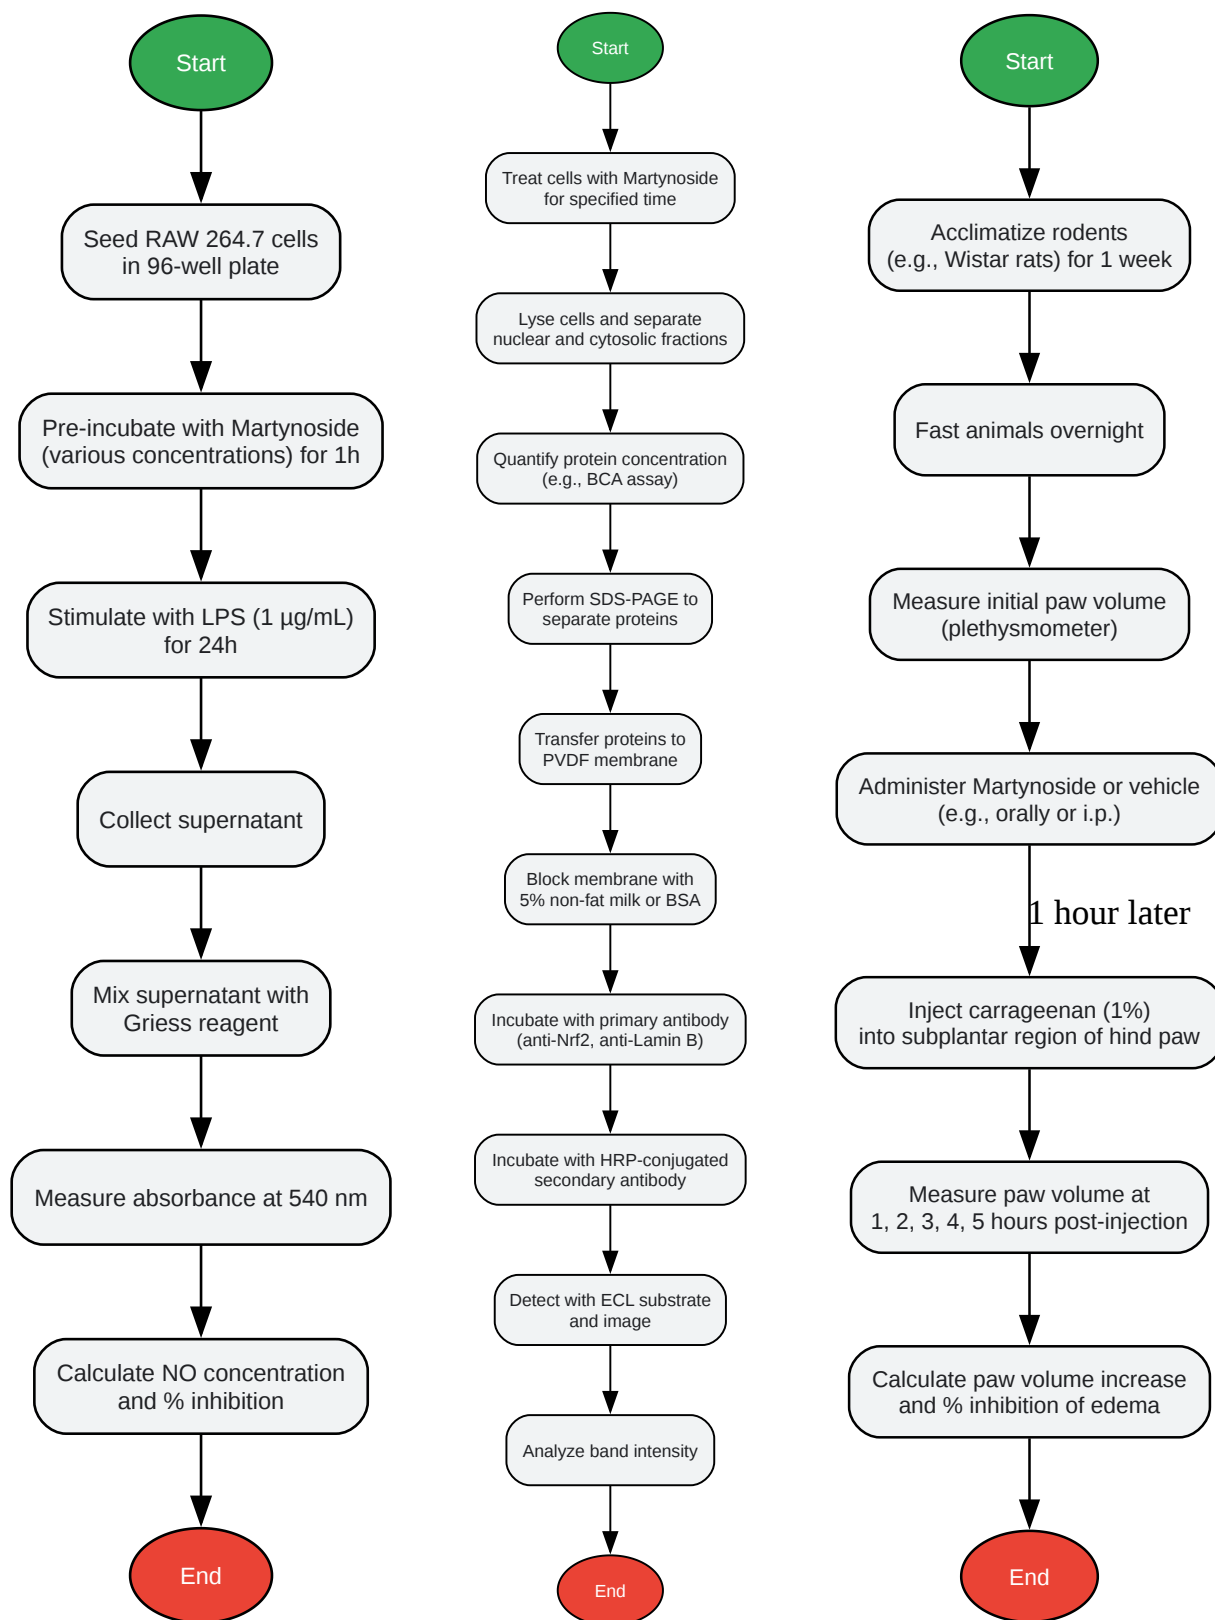 Start
Seed RAW 264.7 cells
in 96-well plate
Pre-incubate with Martynoside
(various concentrations) for 1h
Stimulate with LPS (1 µg/mL)
for 24h
Collect supernatant
Mix supernatant with
Griess reagent
Measure absorbance at 540 nm
Calculate NO concentration
and % inhibition
End
Start
Treat cells with Martynoside
for specified time
Lyse cells and separate
nuclear and cytosolic fractions
Quantify protein concentration
(e.g., BCA assay)
Perform SDS-PAGE to
separate proteins
Transfer proteins to
PVDF membrane
Block membrane with
5% non-fat milk or BSA
Incubate with primary antibody
(anti-Nrf2, anti-Lamin B)
Incubate with HRP-conjugated
secondary antibody
Detect with ECL substrate
and image
Analyze band intensity
End
Start
Acclimatize rodents
(e.g., Wistar rats) for 1 week
Fast animals overnight
Measure initial paw volume
(plethysmometer)
Administer Martynoside or vehicle
(e.g., orally or i.p.)
1 hour later
Inject carrageenan (1%)
into subplantar region of hind paw
Measure paw volume at
1, 2, 3, 4, 5 hours post-injection
Calculate paw volume increase
and % inhibition of edema
End